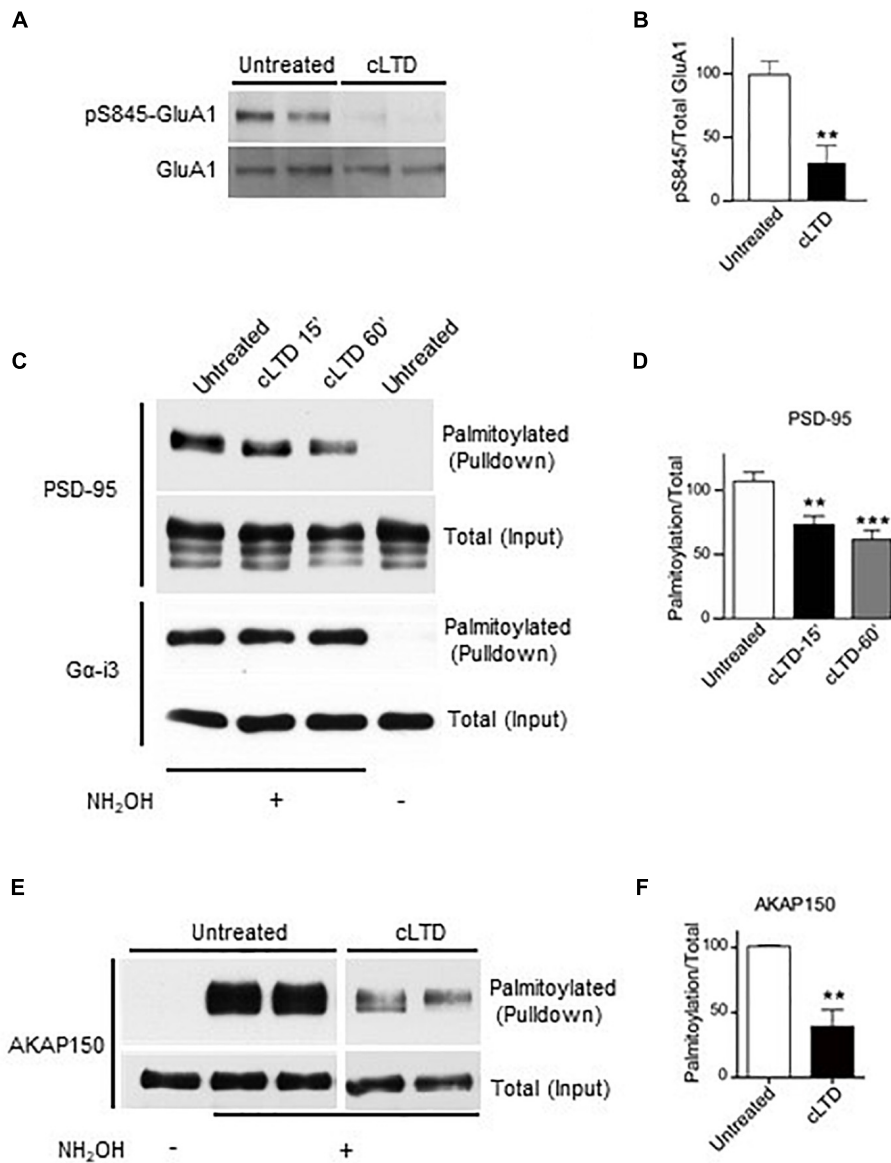 A
Untreated cLTD
pS845-GluA1
GluA1
B
pS845/Total GluA1
100
**
50
0
Untreated
cLTD
C
Untreated
cLTD 15'
cLTD 60'
Untreated
PSD-95
Palmitoylated
(Pulldown)
Total (Input)
Gα-i3
Palmitoylated
(Pulldown)
Total (Input)
NH2OH + -
D
PSD-95
Palmitoylation/Total
100
**
***
50
0
Untreated
cLTD-15'
cLTD-60'
E
Untreated cLTD
AKAP150
Palmitoylated
(Pulldown)
Total (Input)
NH2OH - +
F
AKAP150
Palmitoylation/Total
100
**
50
0
Untreated
cLTD